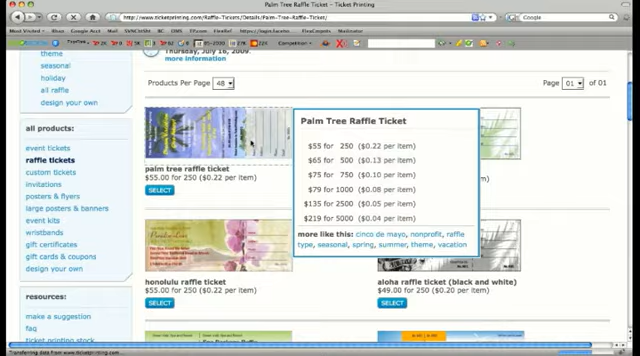 Palm Tree Raffle Ticket – Ticket Printing
http://www.ticketprinting.com/Raffle-Tickets/Details/Palm-Tree-Raffle-Ticket/
Google
Most Visited
theme
seasonal
holiday
all raffle
design your own
Thursday, July 16, 2009.
more information
Products Per Page 48
Page 01 of 01
all products:
event tickets
raffle tickets
custom tickets
invitations
posters & flyers
large posters & banners
event kits
wristbands
gift certificates
gift cards & coupons
design your own
resources:
make a suggestion
faq
ticket printing stock
palm tree raffle ticket
$55.00 for 250 ($0.22 per item)
SELECT
Palm Tree Raffle Ticket
$55 for 250 ($0.22 per item)
$65 for 500 ($0.13 per item)
$75 for 750 ($0.10 per item)
$79 for 1000 ($0.08 per item)
$135 for 2500 ($0.05 per item)
$219 for 5000 ($0.04 per item)
more like this: cinco de mayo, nonprofit, raffle
type, seasonal, spring, summer, theme, vacation
honolulu raffle ticket
$55.00 for 250 ($0.22 per item)
SELECT
aloha raffle ticket (black and white)
$49.00 for 250 ($0.20 per item)
SELECT
Transferring data from www.ticketprinting.com...